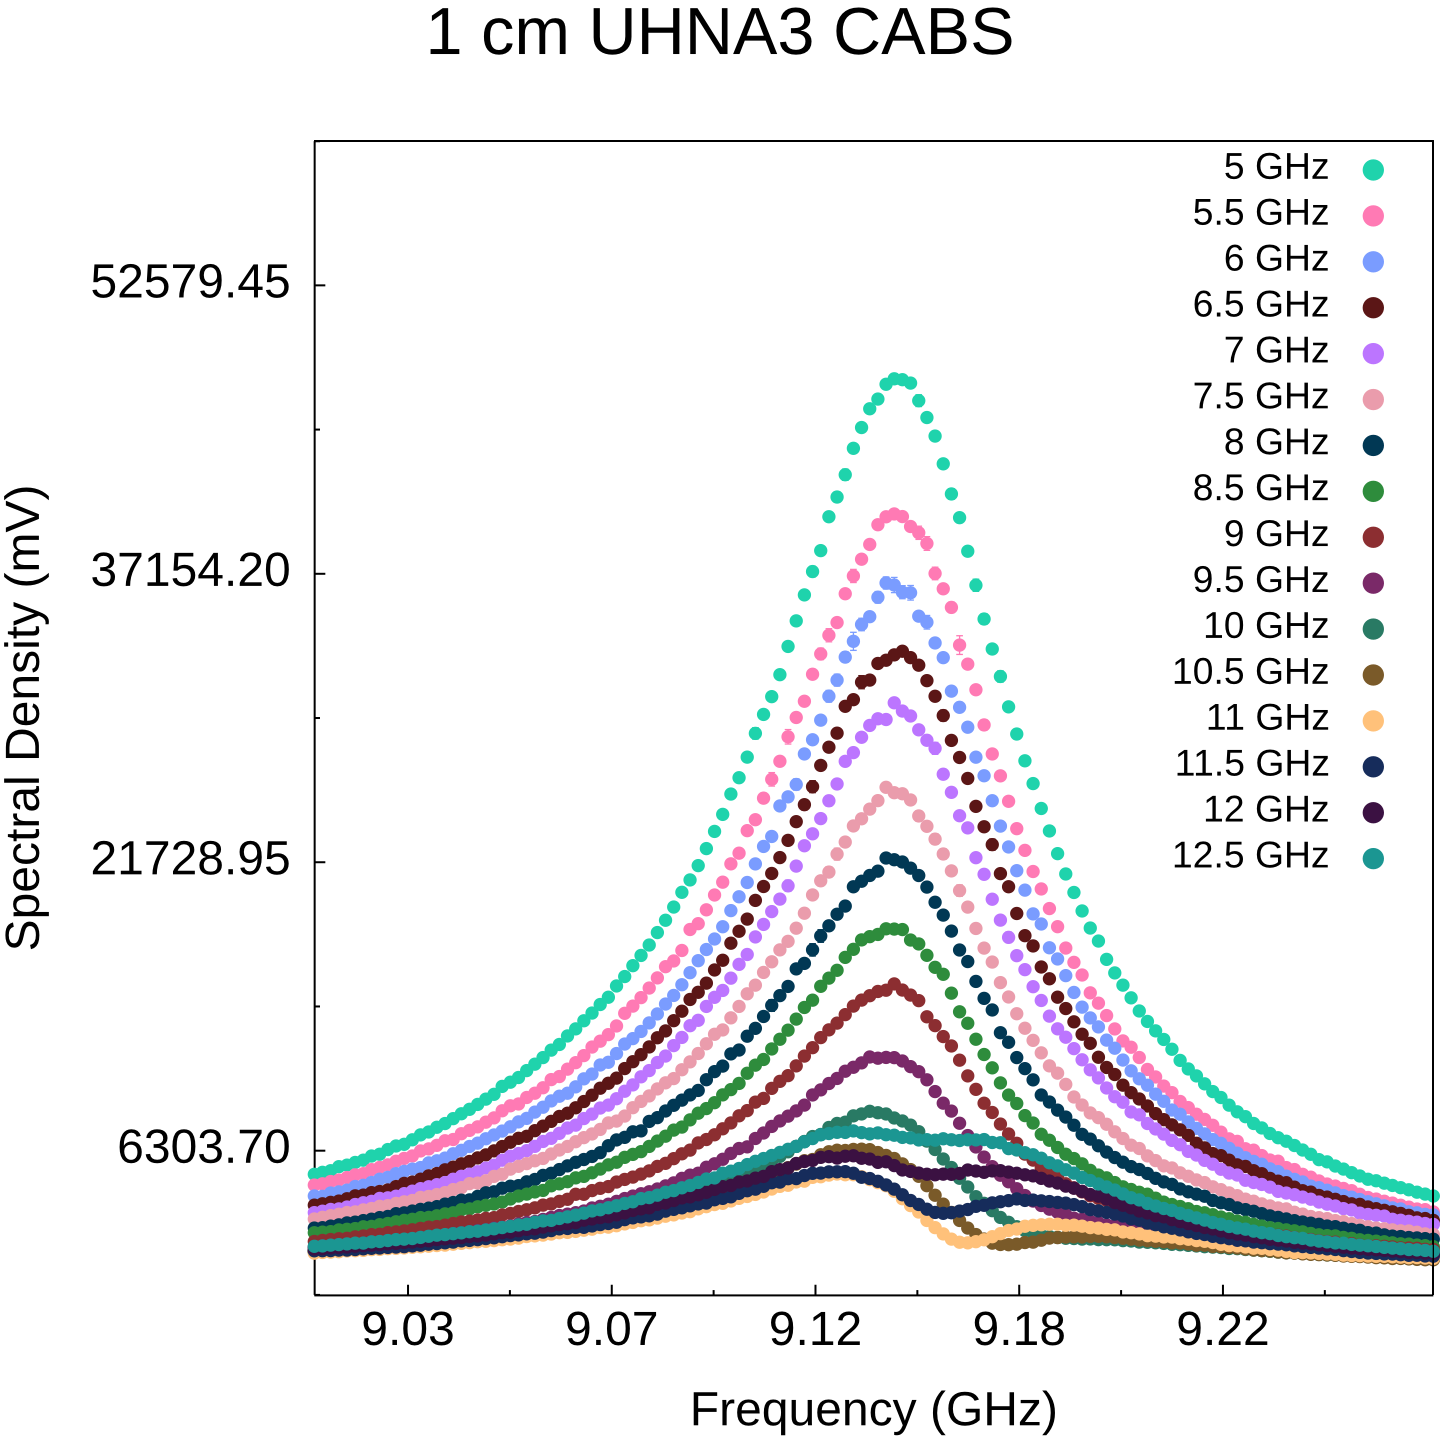 1 cm UHNA3 CABS
5 GHz
5.5 GHz
6 GHz
6.5 GHz
7 GHz
7.5 GHz
8 GHz
8.5 GHz
9 GHz
9.5 GHz
10 GHz
10.5 GHz
11 GHz
11.5 GHz
12 GHz
12.5 GHz
Spectral Density (mV)
52579.45
37154.20
21728.95
6303.70
9.03 9.07 9.12 9.18 9.22
Frequency (GHz)